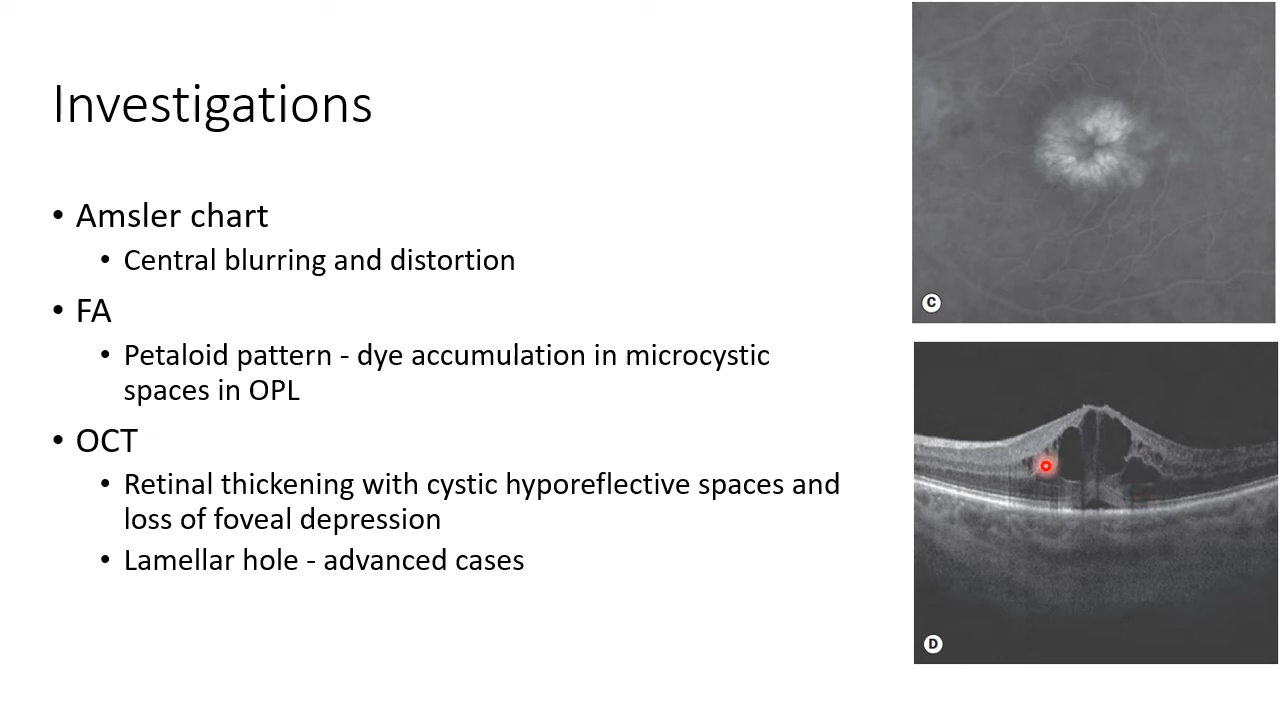 Investigations
• Amsler chart
• Central blurring and distortion
• FA
• Petaloid pattern - dye accumulation in microcystic
spaces in OPL
• OCT
• Retinal thickening with cystic hyporeflective spaces and
loss of foveal depression
• Lamellar hole - advanced cases
C
D